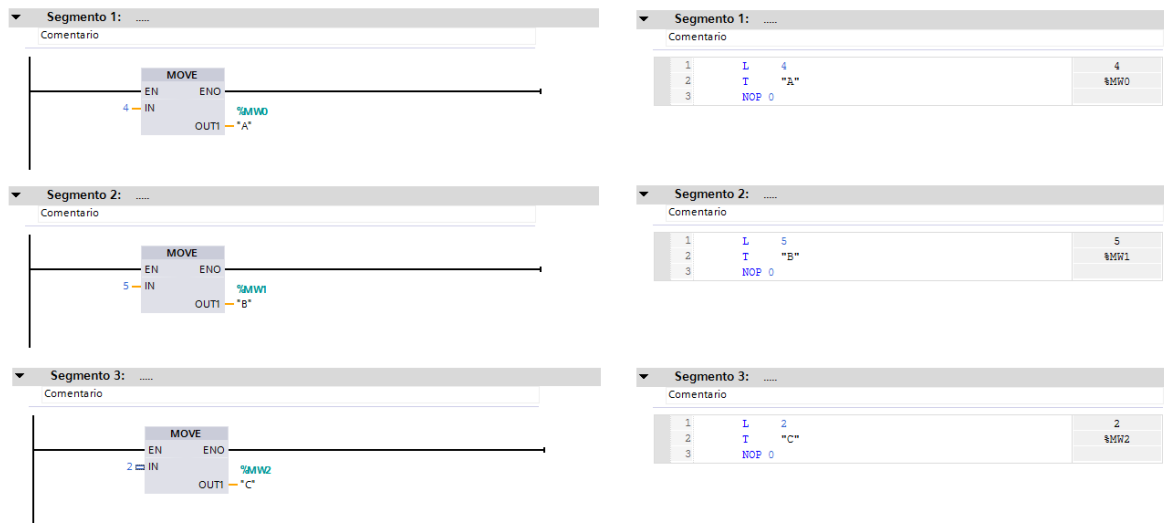 Segmento 1: .....
Comentario
MOVE
EN ENO
4 IN
%MW0
OUT1 "A"
Segmento 1: .....
Comentario
1 L 4 4
2 T "A" %MW0
3 NOP 0
Segmento 2: .....
Comentario
MOVE
EN ENO
5 IN
%MW1
OUT1 "B"
Segmento 2: .....
Comentario
1 L 5 5
2 T "B" %MW1
3 NOP 0
Segmento 3: .....
Comentario
MOVE
EN ENO
2 IN
%MW2
OUT1 "C"
Segmento 3: .....
Comentario
1 L 2 2
2 T "C" %MW2
3 NOP 0